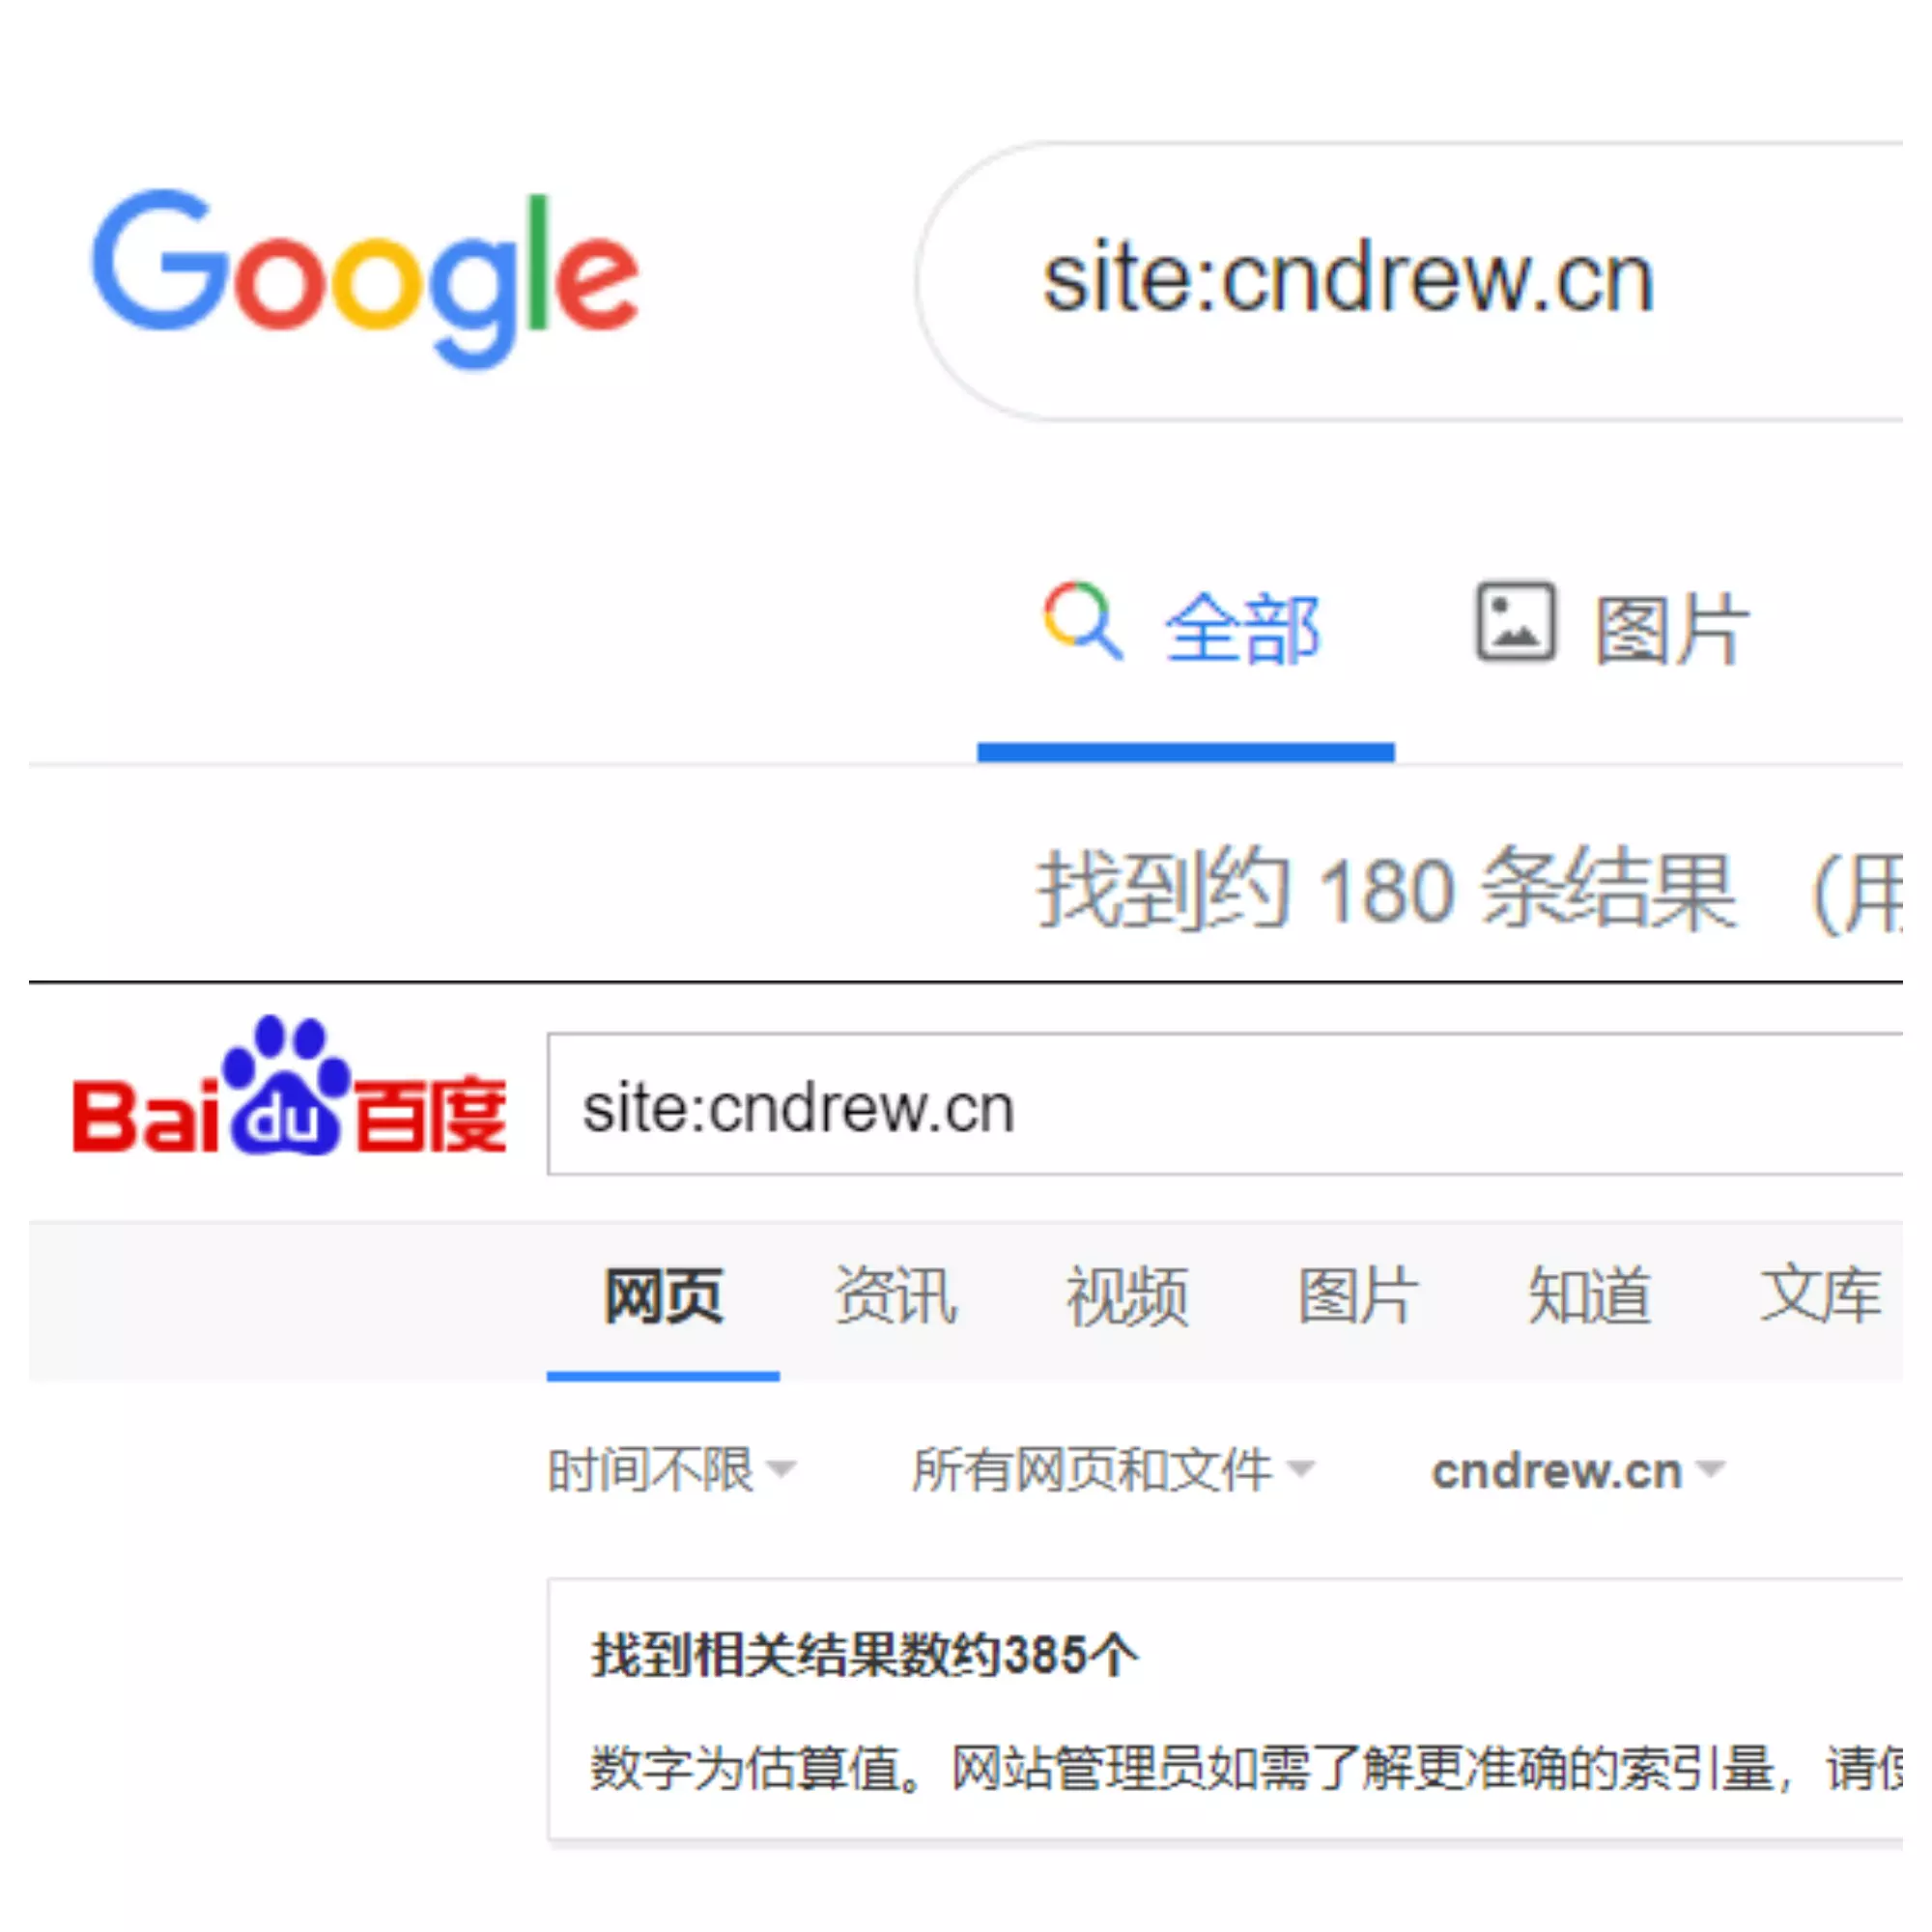 Google
site:cndrew.cn
全部 图片
找到约 180 条结果 (用
Bai du 百度
site:cndrew.cn
网页 资讯 视频 图片 知道 文库
时间不限 所有网页和文件 cndrew.cn
找到相关结果数约385个
数字为估算值。网站管理员如需了解更准确的索引量，请使